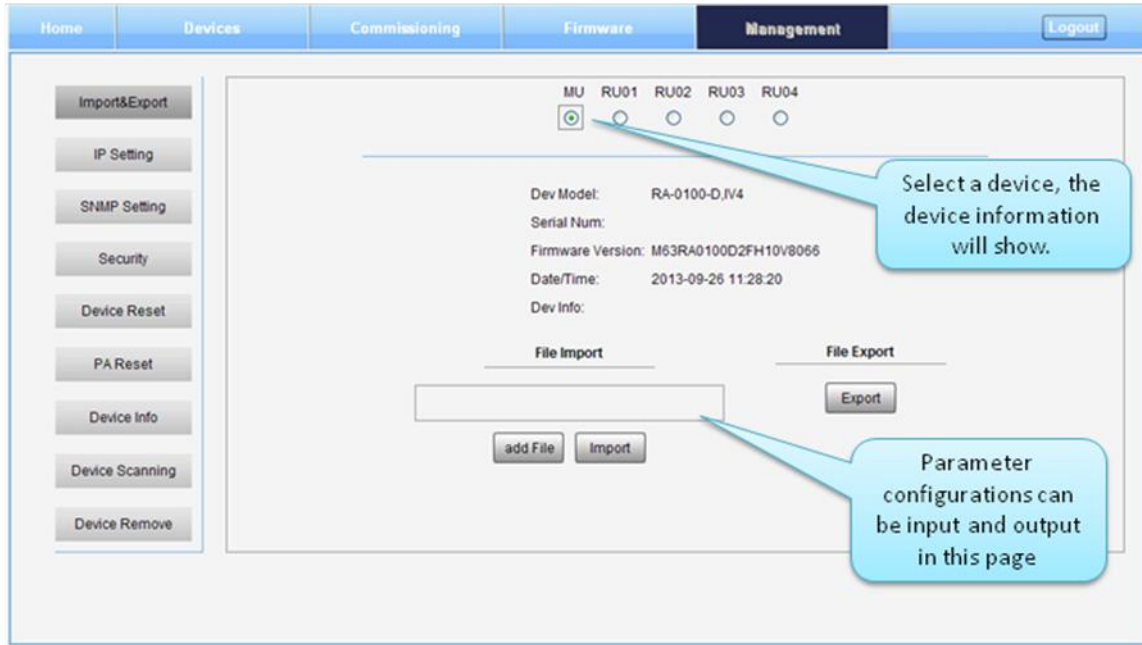 Home Devices Commissioning Firmware Management Logout
MU RU01 RU02 RU03 RU04
Import&Export
IP Setting
SNMP Setting
Security
Device Reset
PA Reset
Device Info
Device Scanning
Device Remove
Select a device, the
device information
will show.
Dev Model: RA-0100-D,IV4
Serial Num:
Firmware Version: M63RA0100D2FH10V8066
Date/Time: 2013-09-26 11:28:20
Dev Info:
File Import File Export
Export
add File Import
Parameter
configurations can
be input and output
in this page